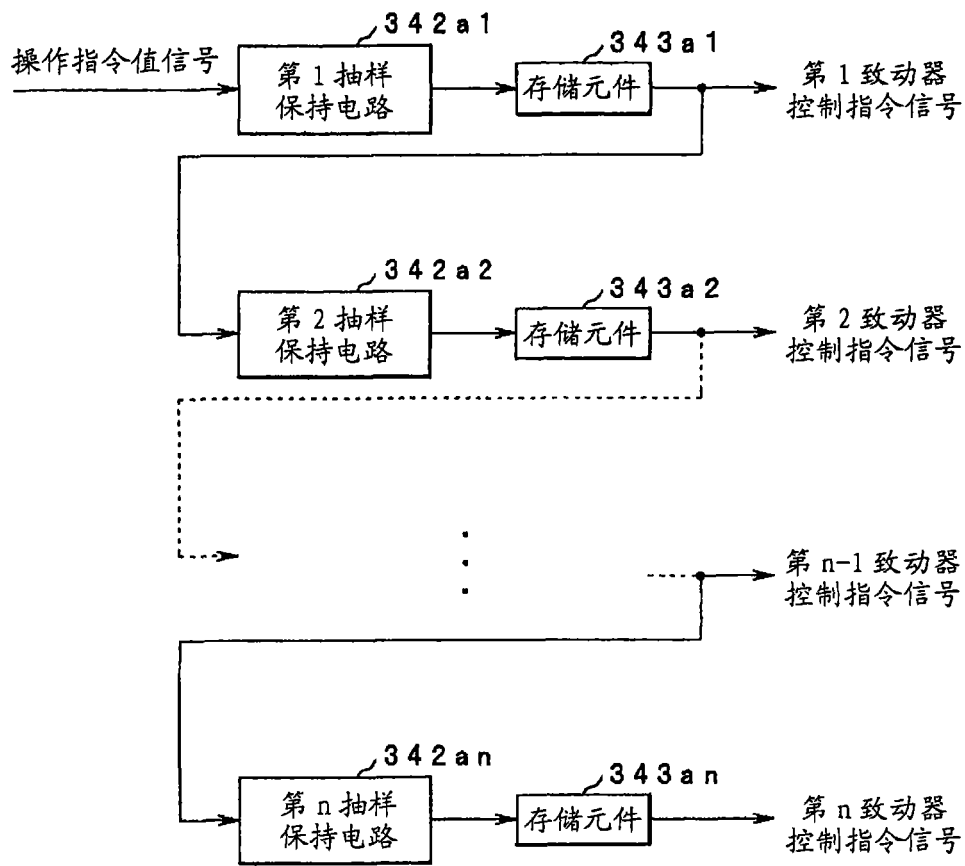 342a1
343a1
操作指令值信号
第1抽样
保持电路
存储元件
第1致动器
控制指令信号
342a2
343a2
第2抽样
保持电路
存储元件
第2致动器
控制指令信号
第n-1致动器
控制指令信号
342an
343an
第n抽样
保持电路
存储元件
第n致动器
控制指令信号